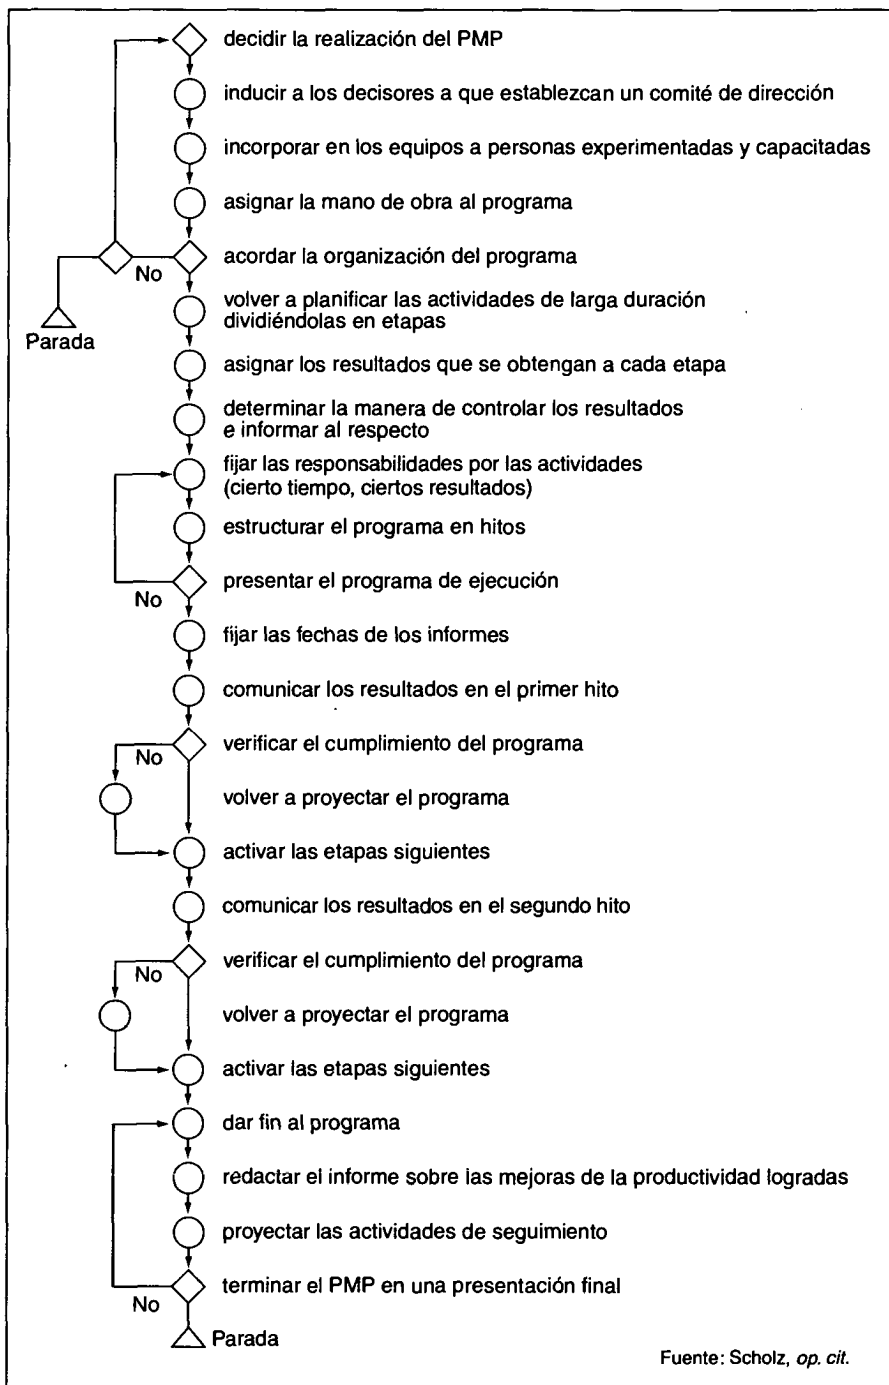 decidir la realización del PMP
inducir a los decisores a que establezcan un comité de dirección
incorporar en los equipos a personas experimentadas y capacitadas
asignar la mano de obra al programa
acordar la organización del programa
No
volver a planificar las actividades de larga duración
dividiéndolas en etapas
Parada
asignar los resultados que se obtengan a cada etapa
determinar la manera de controlar los resultados
e informar al respecto
fijar las responsabilidades por las actividades
(cierto tiempo, ciertos resultados)
estructurar el programa en hitos
presentar el programa de ejecución
No
fijar las fechas de los informes
comunicar los resultados en el primer hito
verificar el cumplimiento del programa
No
volver a proyectar el programa
activar las etapas siguientes
comunicar los resultados en el segundo hito
verificar el cumplimiento del programa
No
volver a proyectar el programa
activar las etapas siguientes
dar fin al programa
redactar el informe sobre las mejoras de la productividad logradas
proyectar las actividades de seguimiento
terminar el PMP en una presentación final
No
Parada
Fuente: Scholz, op. cit.